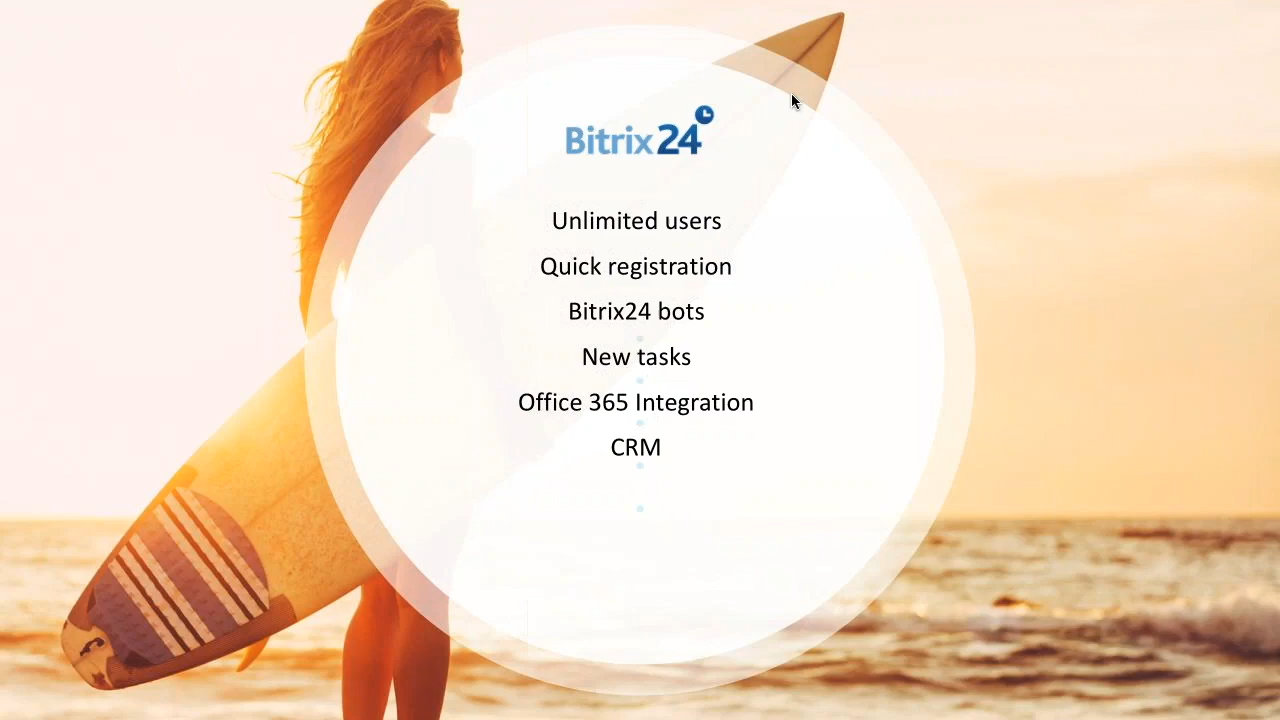 Bitrix24
Unlimited users
Quick registration
Bitrix24 bots
New tasks
Office 365 Integration
CRM